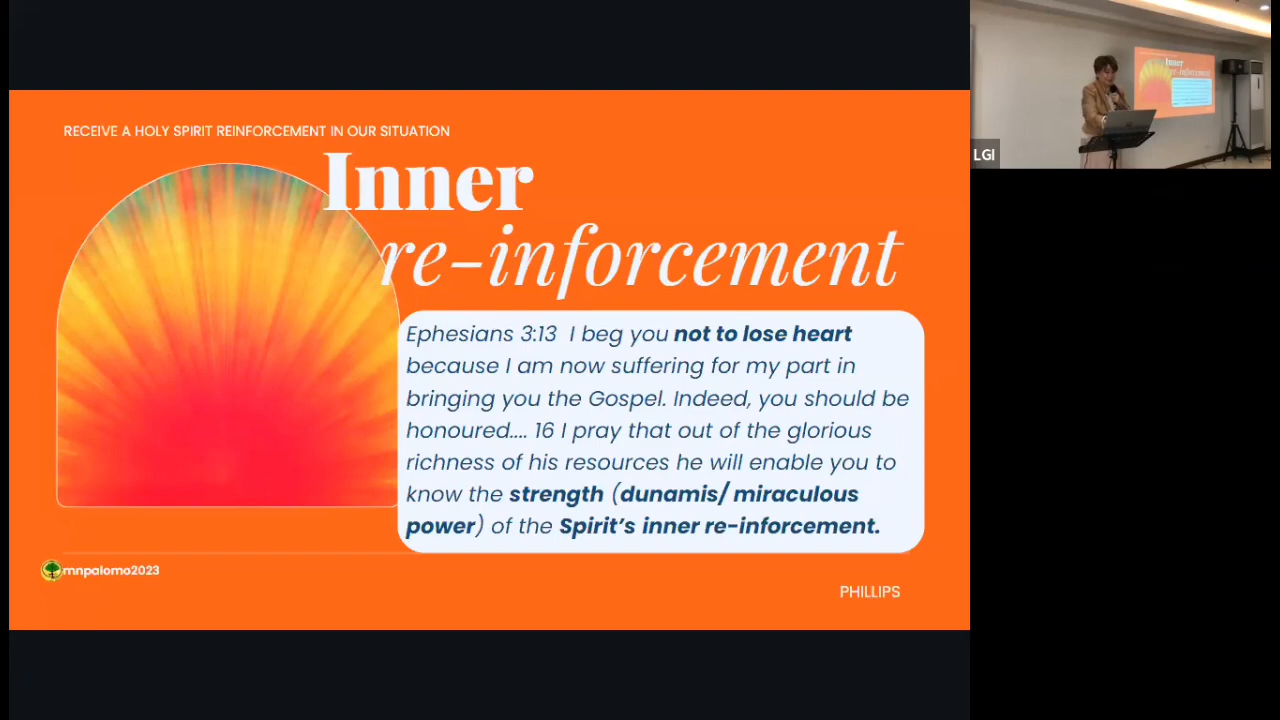 RECEIVE A HOLY SPIRIT REINFORCEMENT IN OUR SITUATION
Inner
re-inforcement
Ephesians 3:13 I beg you not to lose heart
because I am now suffering for my part in
bringing you the Gospel. Indeed, you should be
honoured.... 16 I pray that out of the glorious
richness of his resources he will enable you to
know the strength (dunamis/ miraculous
power) of the Spirit's inner re-inforcement.
mnpalomo2023
PHILLIPS
LGI
Inner
re-inforcement